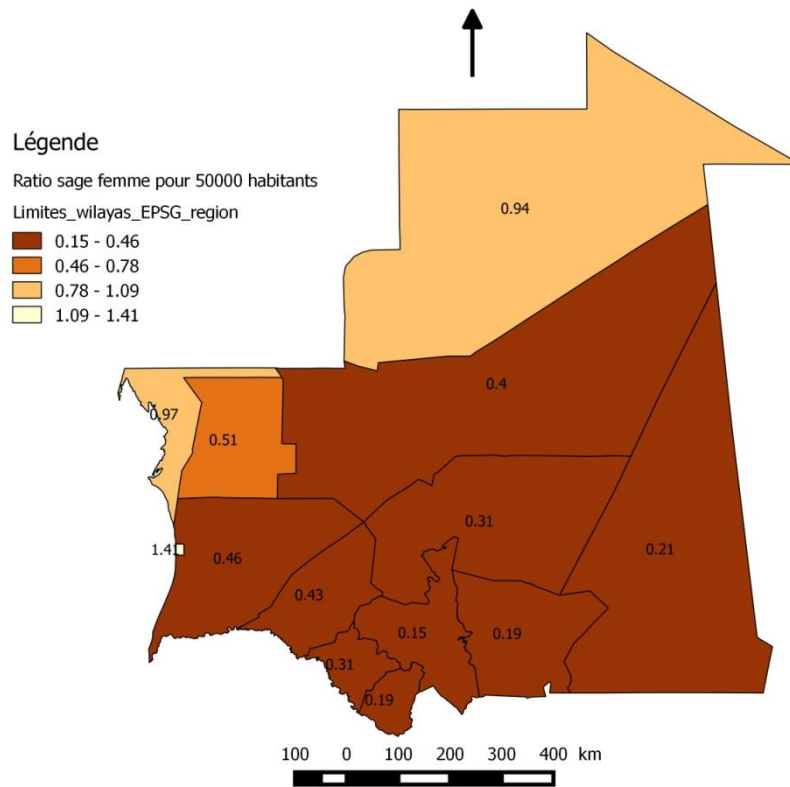 Légende
Ratio sage femme pour 50000 habitants
Limites_wilayas_EPSG_region
0.15 - 0.46
0.46 - 0.78
0.78 - 1.09
1.09 - 1.41
0.94
0.4
0.97
0.51
0.31
0.21
1.41
0.46
0.43
0.15
0.19
0.31
0.19
100 0 100 200 300 400 km